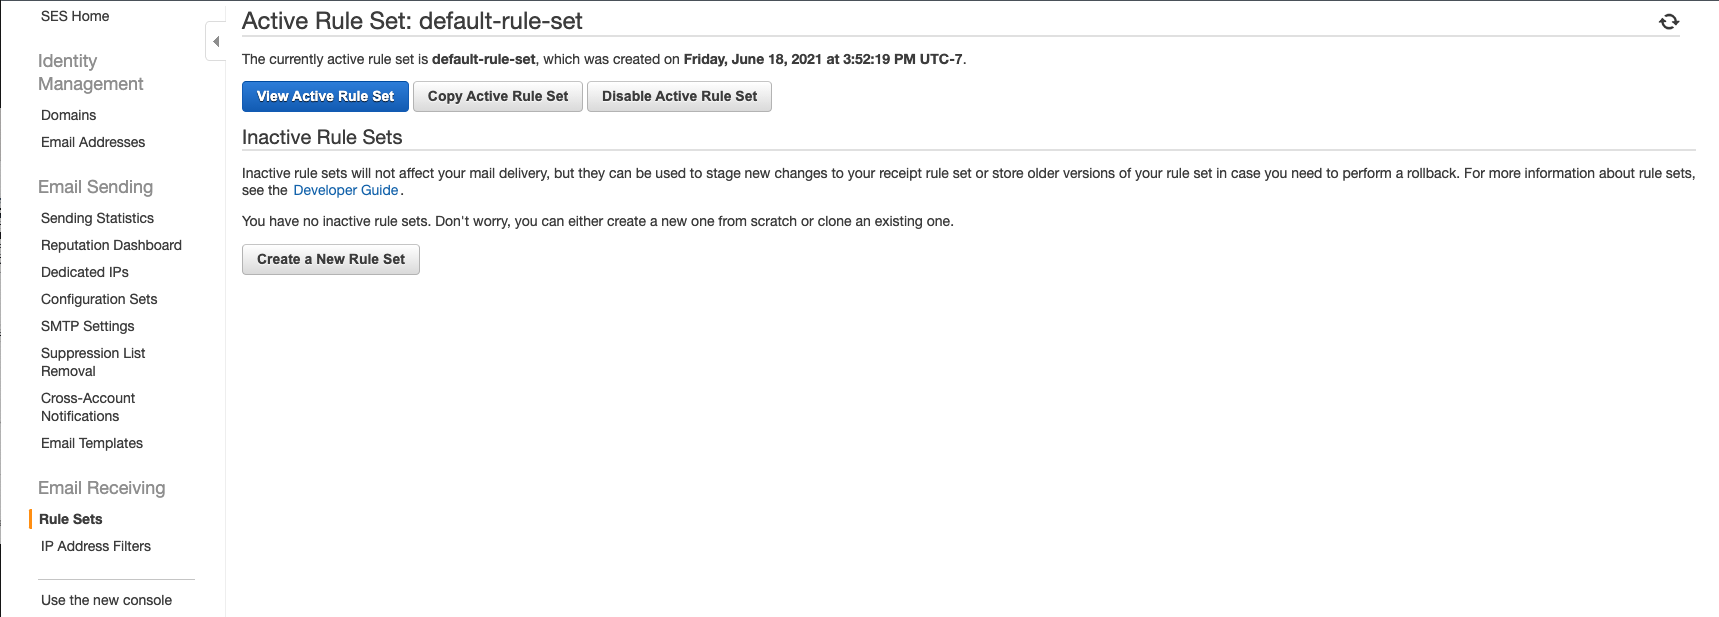 SES Home
Identity
Management
Domains
Email Addresses
Email Sending
Sending Statistics
Reputation Dashboard
Dedicated IPs
Configuration Sets
SMTP Settings
Suppression List
Removal
Cross-Account
Notifications
Email Templates
Email Receiving
Rule Sets
IP Address Filters
Use the new console
Active Rule Set: default-rule-set
The currently active rule set is default-rule-set, which was created on Friday, June 18, 2021 at 3:52:19 PM UTC-7.
View Active Rule Set Copy Active Rule Set Disable Active Rule Set
Inactive Rule Sets
Inactive rule sets will not affect your mail delivery, but they can be used to stage new changes to your receipt rule set or store older versions of your rule set in case you need to perform a rollback. For more information about rule sets,
see the Developer Guide.
You have no inactive rule sets. Don't worry, you can either create a new one from scratch or clone an existing one.
Create a New Rule Set